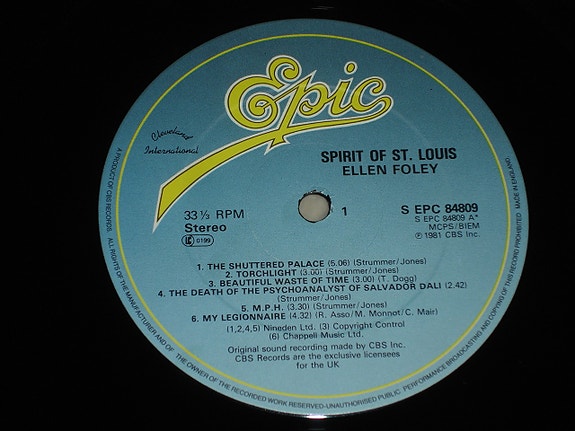 Epic
Cleveland
International
SPIRIT OF ST. LOUIS
ELLEN FOLEY
33⅓ RPM
Stereo
LC 0199
1
S EPC 84809
S EPC 84809 A*
MCPS/BIEM
℗ 1981 CBS Inc.
1. THE SHUTTERED PALACE (5.06) (Strummer/Jones)
2. TORCHLIGHT (3.00) (Strummer/Jones)
3. BEAUTIFUL WASTE OF TIME (3.00) (T. Dogg)
4. THE DEATH OF THE PSYCHOANALYST OF SALVADOR DALI (2.42)
(Strummer/Jones)
5. M.P.H. (3.30) (Strummer/Jones)
6. MY LEGIONNAIRE (4.32) (R. Asso/M. Monnot/C. Mair)
(1,2,4,5) Nineden Ltd. (3) Copyright Control
(6) Chappell Music Ltd.
Original sound recording made by CBS Inc.
CBS Records are the exclusive licensees
for the UK
A PRODUCT OF CBS RECORDS. ALL RIGHTS OF THE MANUFACTURER AND OF THE OWNER OF THE RECORDED WORK RESERVED-UNAUTHORISED PUBLIC PERFORMANCE BROADCASTING AND COPYING OF THIS RECORD PROHIBITED. MADE IN ENGLAND.